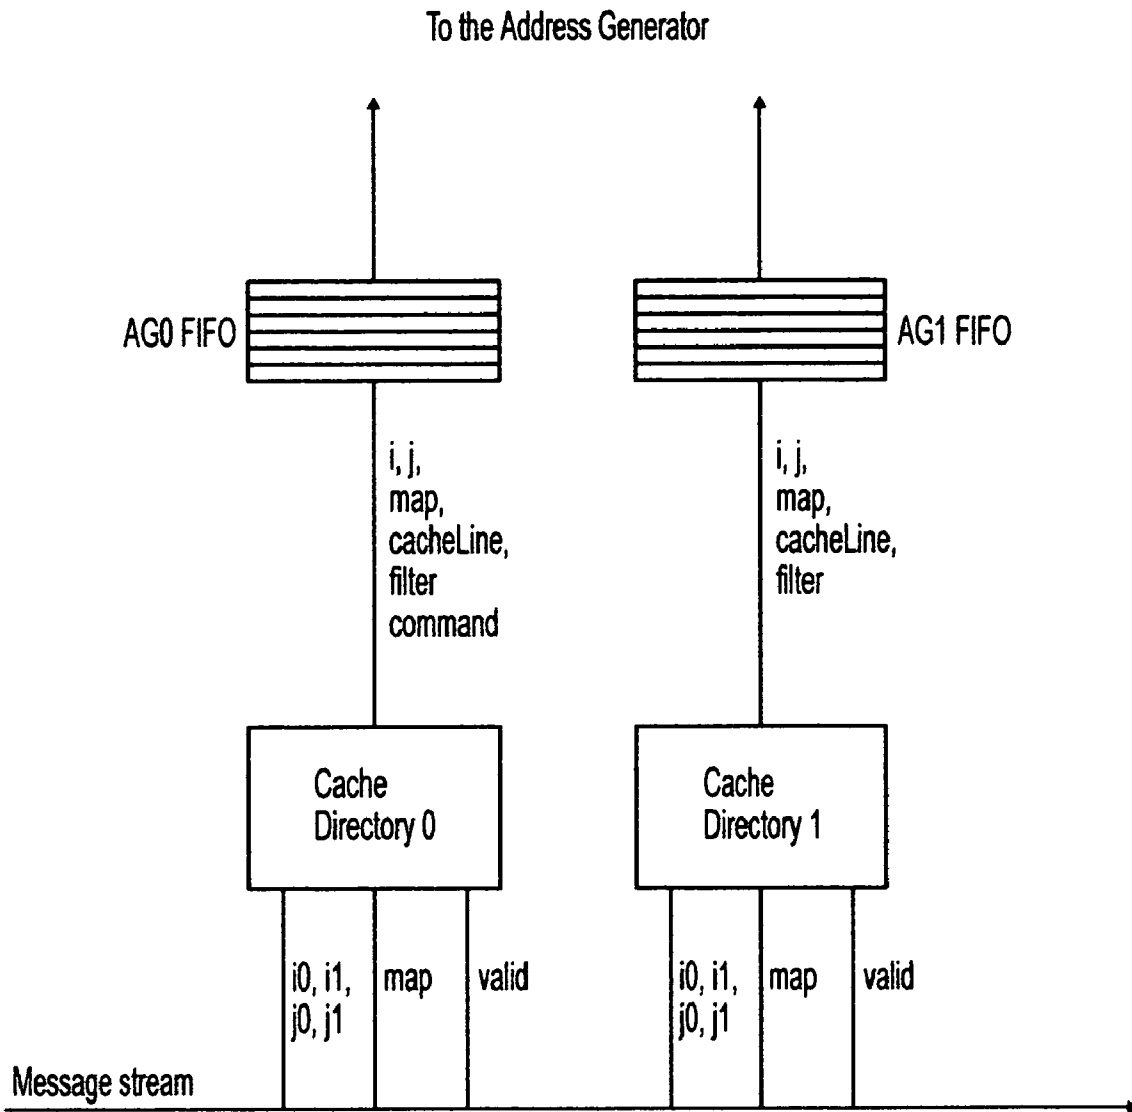 To the Address Generator
AG0 FIFO
AG1 FIFO
i, j,
map,
cacheLine,
filter
command
i, j,
map,
cacheLine,
filter
Cache
Directory 0
Cache
Directory 1
i0, i1,
j0, j1
map
valid
i0, i1,
j0, j1
map
valid
Message stream